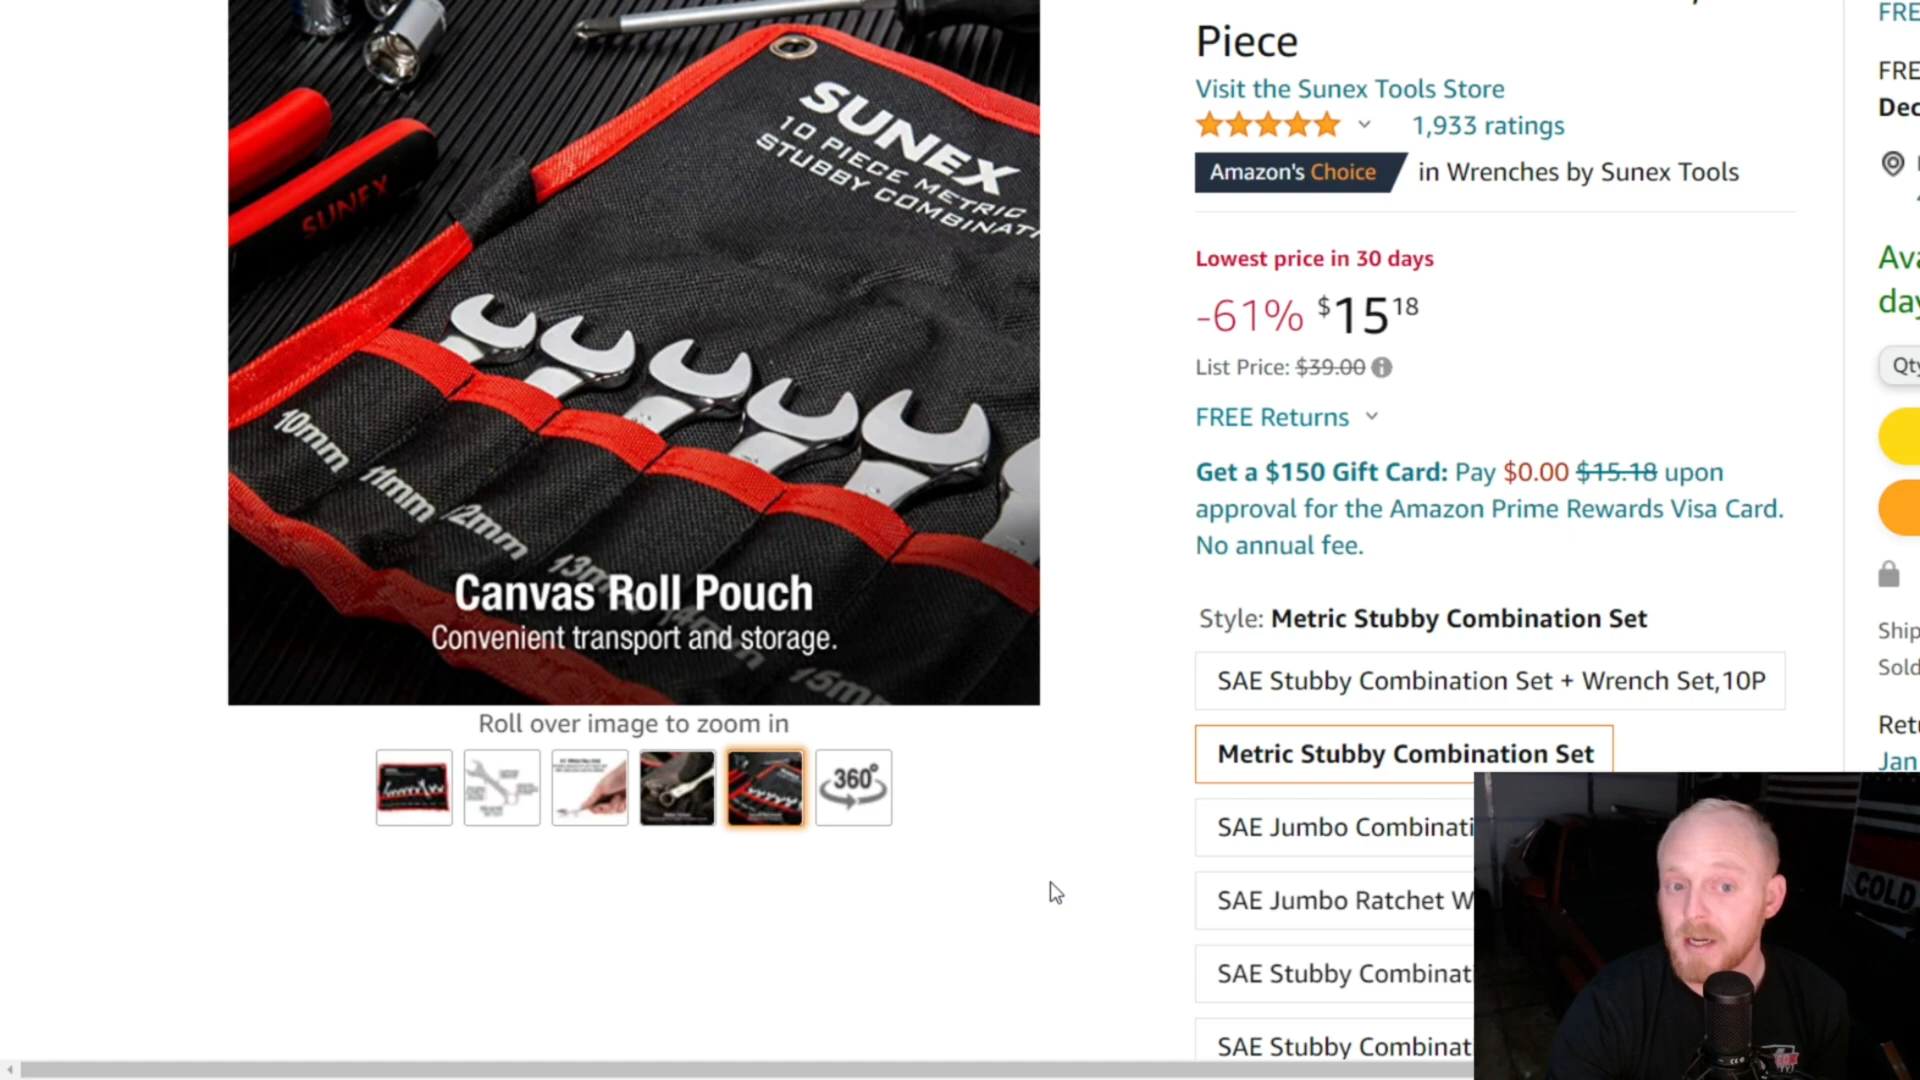 Piece
Visit the Sunex Tools Store
1,933 ratings
Amazon's Choice in Wrenches by Sunex Tools
Lowest price in 30 days
-61% $15 18
List Price: $39.00
FREE Returns
Get a $150 Gift Card: Pay $0.00 $15.18 upon
approval for the Amazon Prime Rewards Visa Card.
No annual fee.
Style: Metric Stubby Combination Set
SAE Stubby Combination Set + Wrench Set,10P
Metric Stubby Combination Set
SAE Jumbo Combinati
SAE Jumbo Ratchet W
SAE Stubby Combinat
SAE Stubby Combinat
SUNEX
10 PIECE METRIC
STUBBY COMBINATI
SUNEX
10mm
11mm
12mm
13m
15m
Canvas Roll Pouch
Convenient transport and storage.
Roll over image to zoom in
360°
FRE
FRE
Dec
Ava
day
Qty
Ship
Sold
Retu
Jan
COLD